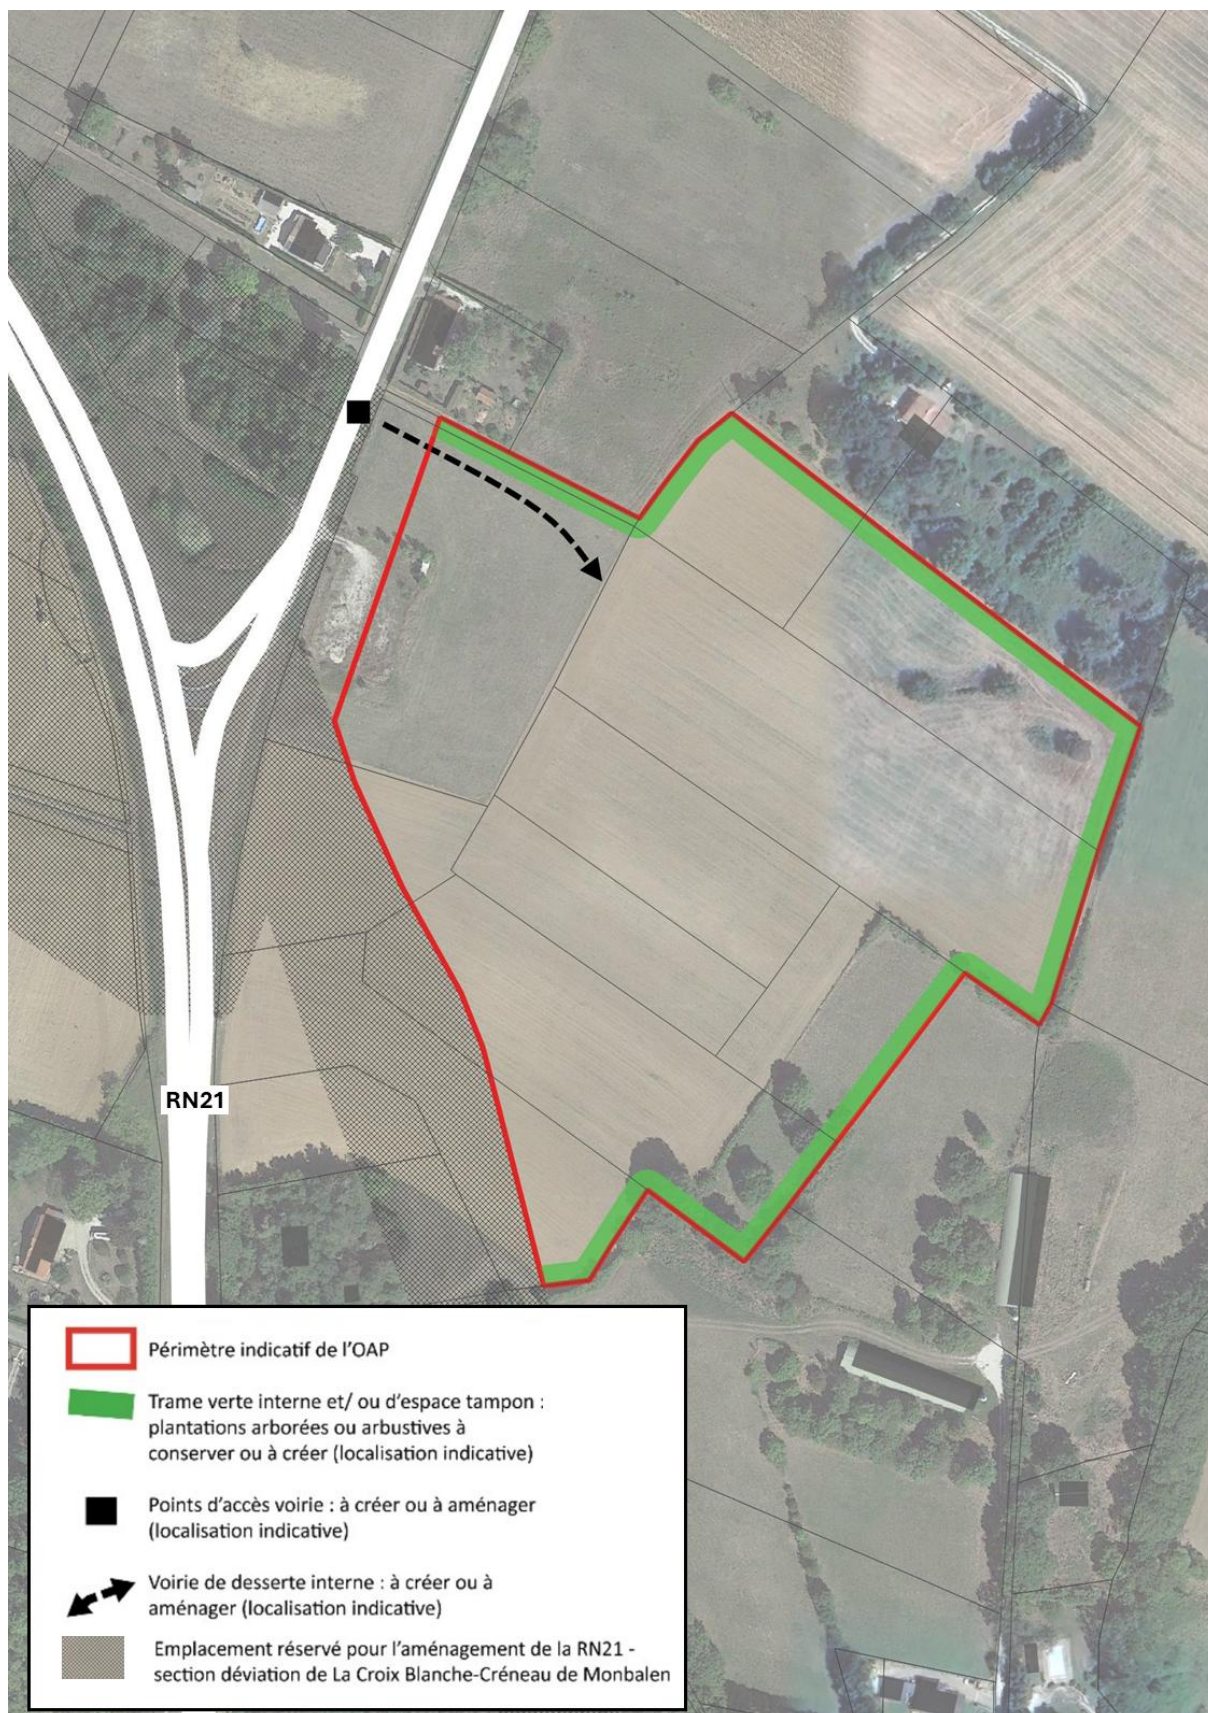 RN21
Périmètre indicatif de l’OAP
Trame verte interne et/ ou d’espace tampon :
plantations arborées ou arbustives à
conserver ou à créer (localisation indicative)
Points d’accès voirie : à créer ou à aménager
(localisation indicative)
Voirie de desserte interne : à créer ou à
aménager (localisation indicative)
Emplacement réservé pour l’aménagement de la RN21 -
section déviation de La Croix Blanche-Créneau de Monbalen